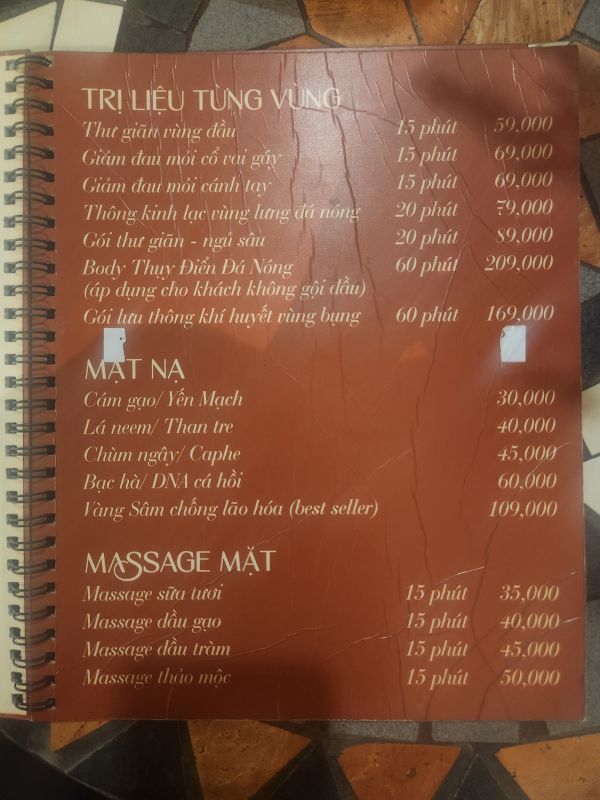 TRỊ LIỆU TỪNG VÙNG
Thư giãn vùng đầu 15 phút 59,000
Giảm đau mỏi cổ vai gáy 15 phút 69,000
Giảm đau mỏi cánh tay 15 phút 69,000
Thông kinh lạc vùng lưng đá nóng 20 phút 79,000
Gói thư giãn - ngủ sâu 20 phút 89,000
Body Thụy Điển Đá Nóng 60 phút 209,000
(áp dụng cho khách không gội đầu)
Gói lưu thông khí huyết vùng bụng 60 phút 169,000
MẶT NẠ
Cám gạo/ Yến Mạch 30,000
Lá neem/ Than tre 40,000
Chùm ngây/ Caphe 45,000
Bạc hà/ DNA cá hồi 60,000
Vàng Sâm chống lão hóa (best seller) 109,000
MASSAGE MẶT
Massage sữa tươi 15 phút 35,000
Massage dầu gạo 15 phút 40,000
Massage dầu tràm 15 phút 45,000
Massage thảo mộc 15 phút 50,000